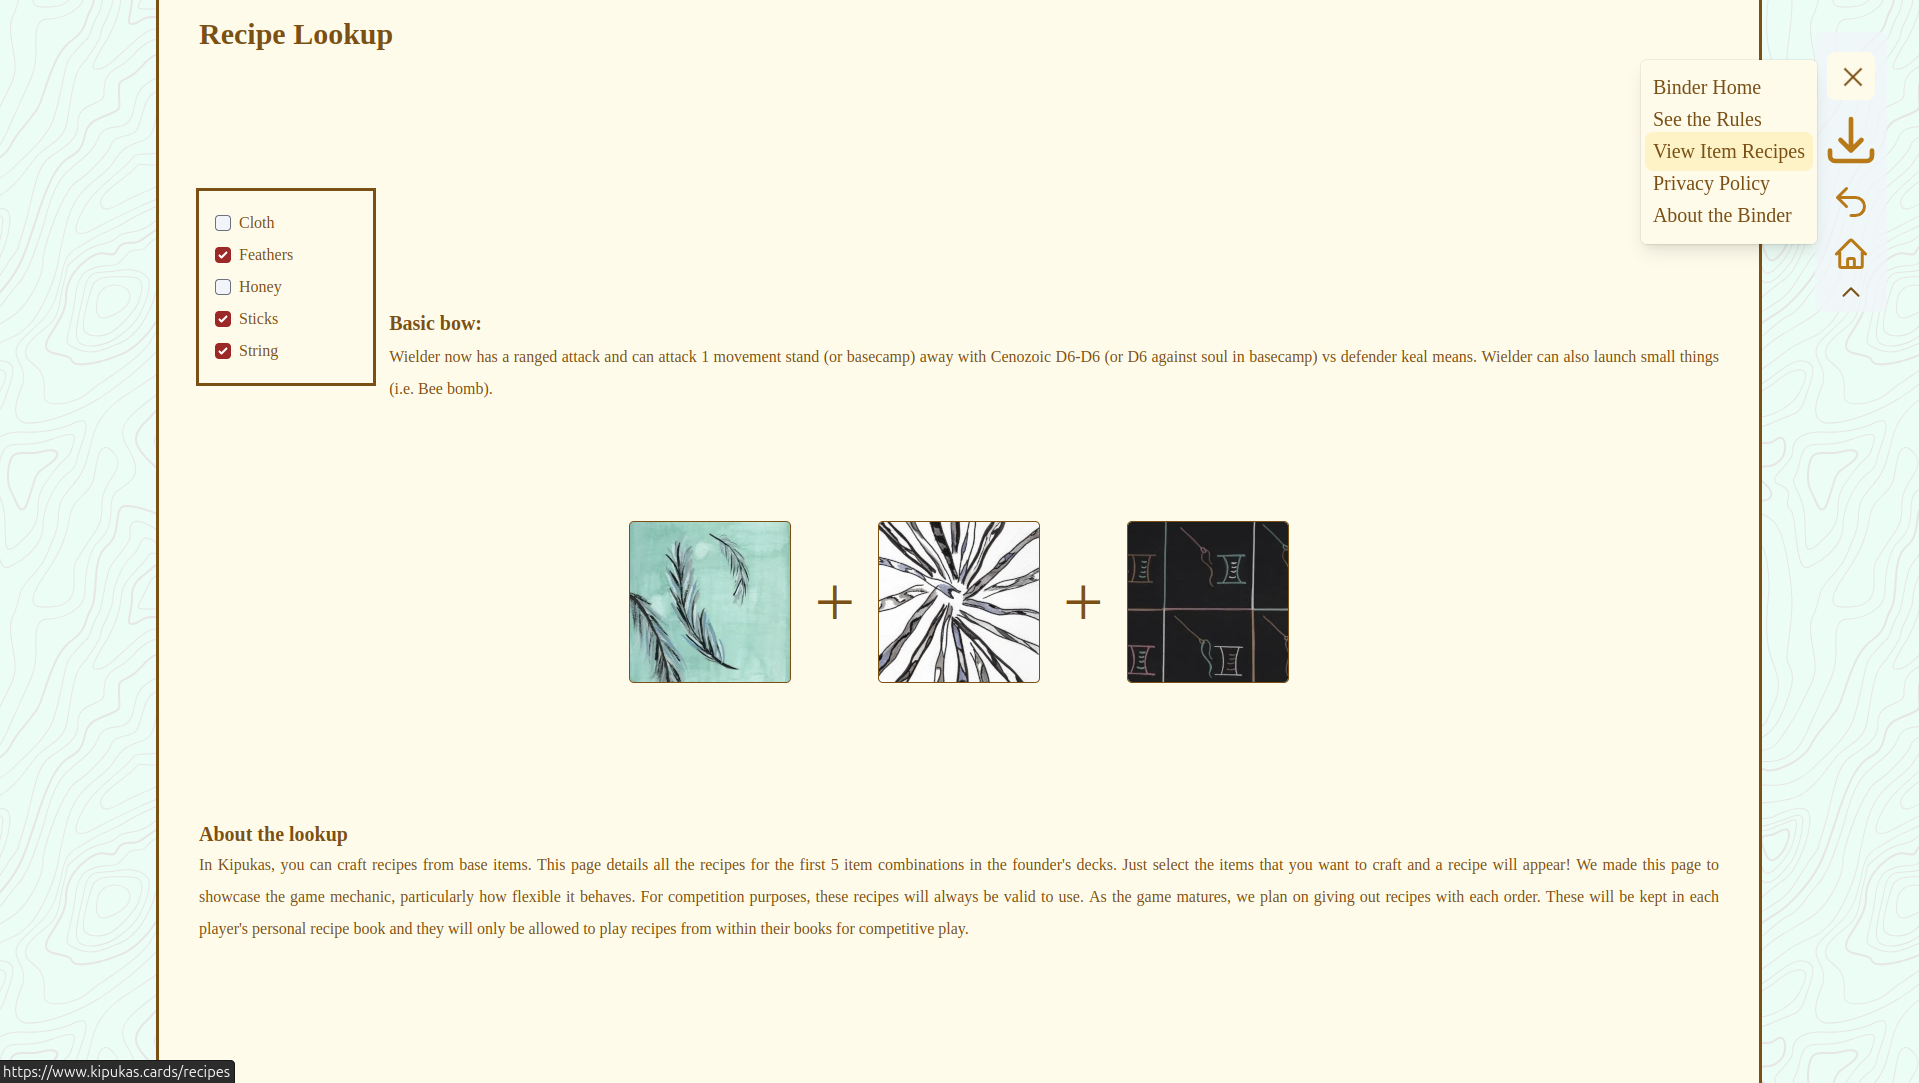 Recipe Lookup
Binder Home
See the Rules
View Item Recipes
Privacy Policy
About the Binder
Cloth
Feathers
Honey
Sticks
String
Basic bow:
Wielder now has a ranged attack and can attack 1 movement stand (or basecamp) away with Cenozoic D6-D6 (or D6 against soul in basecamp) vs defender keal means. Wielder can also launch small things
(i.e. Bee bomb).
About the lookup
In Kipukas, you can craft recipes from base items. This page details all the recipes for the first 5 item combinations in the founder's decks. Just select the items that you want to craft and a recipe will appear! We made this page to
showcase the game mechanic, particularly how flexible it behaves. For competition purposes, these recipes will always be valid to use. As the game matures, we plan on giving out recipes with each order. These will be kept in each
player's personal recipe book and they will only be allowed to play recipes from within their books for competitive play.
https://www.kipukas.cards/recipes